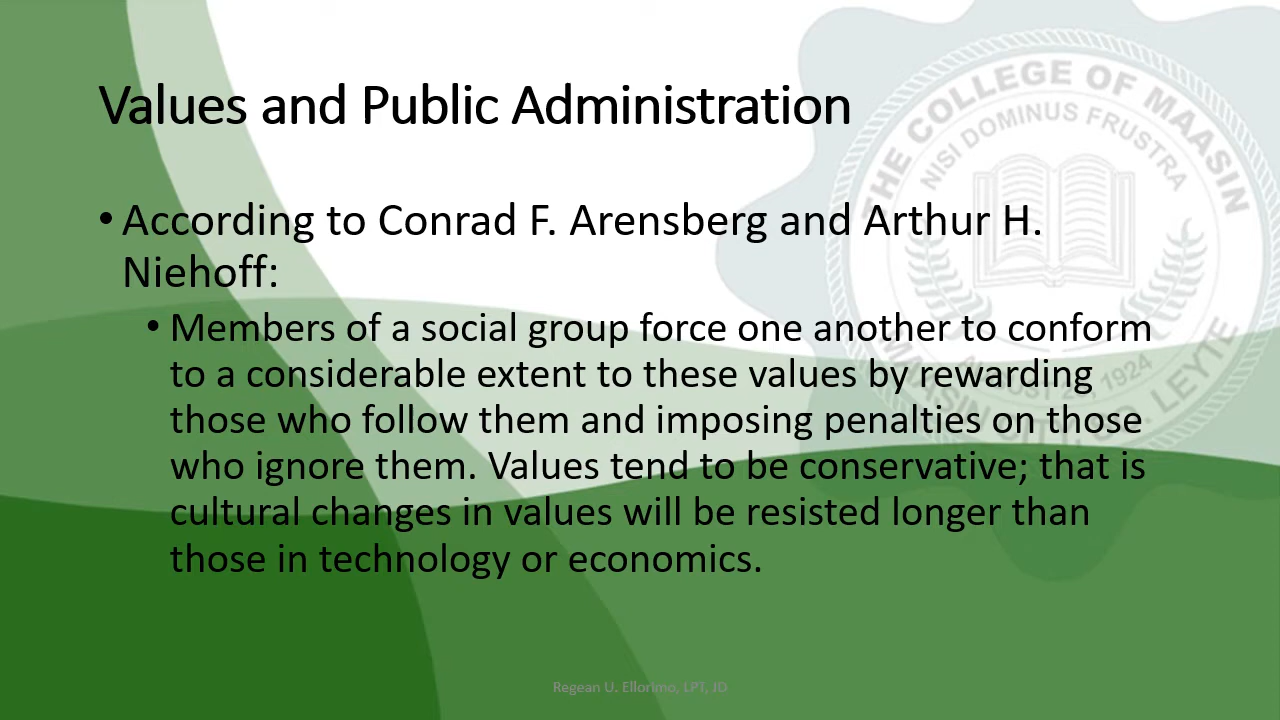 Values and Public Administration
THE COLLEGE OF MAASIN
NISI DOMINUS FRUSTRA
• According to Conrad F. Arensberg and Arthur H.
Niehoff:
• Members of a social group force one another to conform
to a considerable extent to these values by rewarding
those who follow them and imposing penalties on those
who ignore them. Values tend to be conservative; that is
cultural changes in values will be resisted longer than
those in technology or economics.
1924
MAASIN CITY, SO. LEYTE
Regean U. Ellorimo, LPT, JD